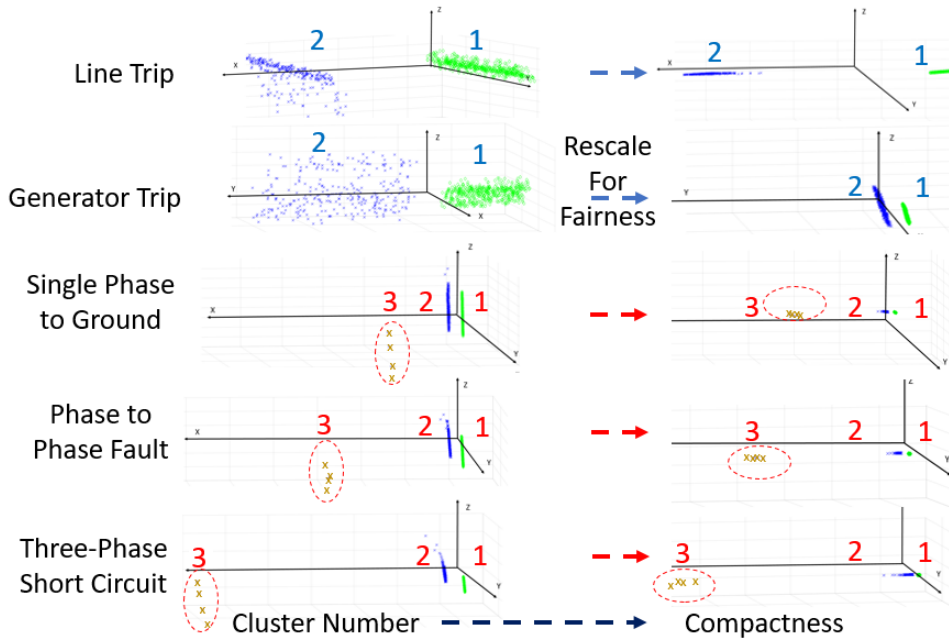 Z
2
1
X
Y
Line Trip
2
X
1
Y
Z
2
1
Y
X
Generator Trip
Rescale
For
Fairness
Z
2
1
Z
X
Y
Single Phase
to Ground
3
2
1
Z
X
Y
3
2
1
Phase to
Phase Fault
Z
X
3
2
1
Y
Z
3
2
1
Y
Three-Phase
Short Circuit
Z
X
3
2
1
Y
Z
3
2
1
Y
Cluster Number
Compactness